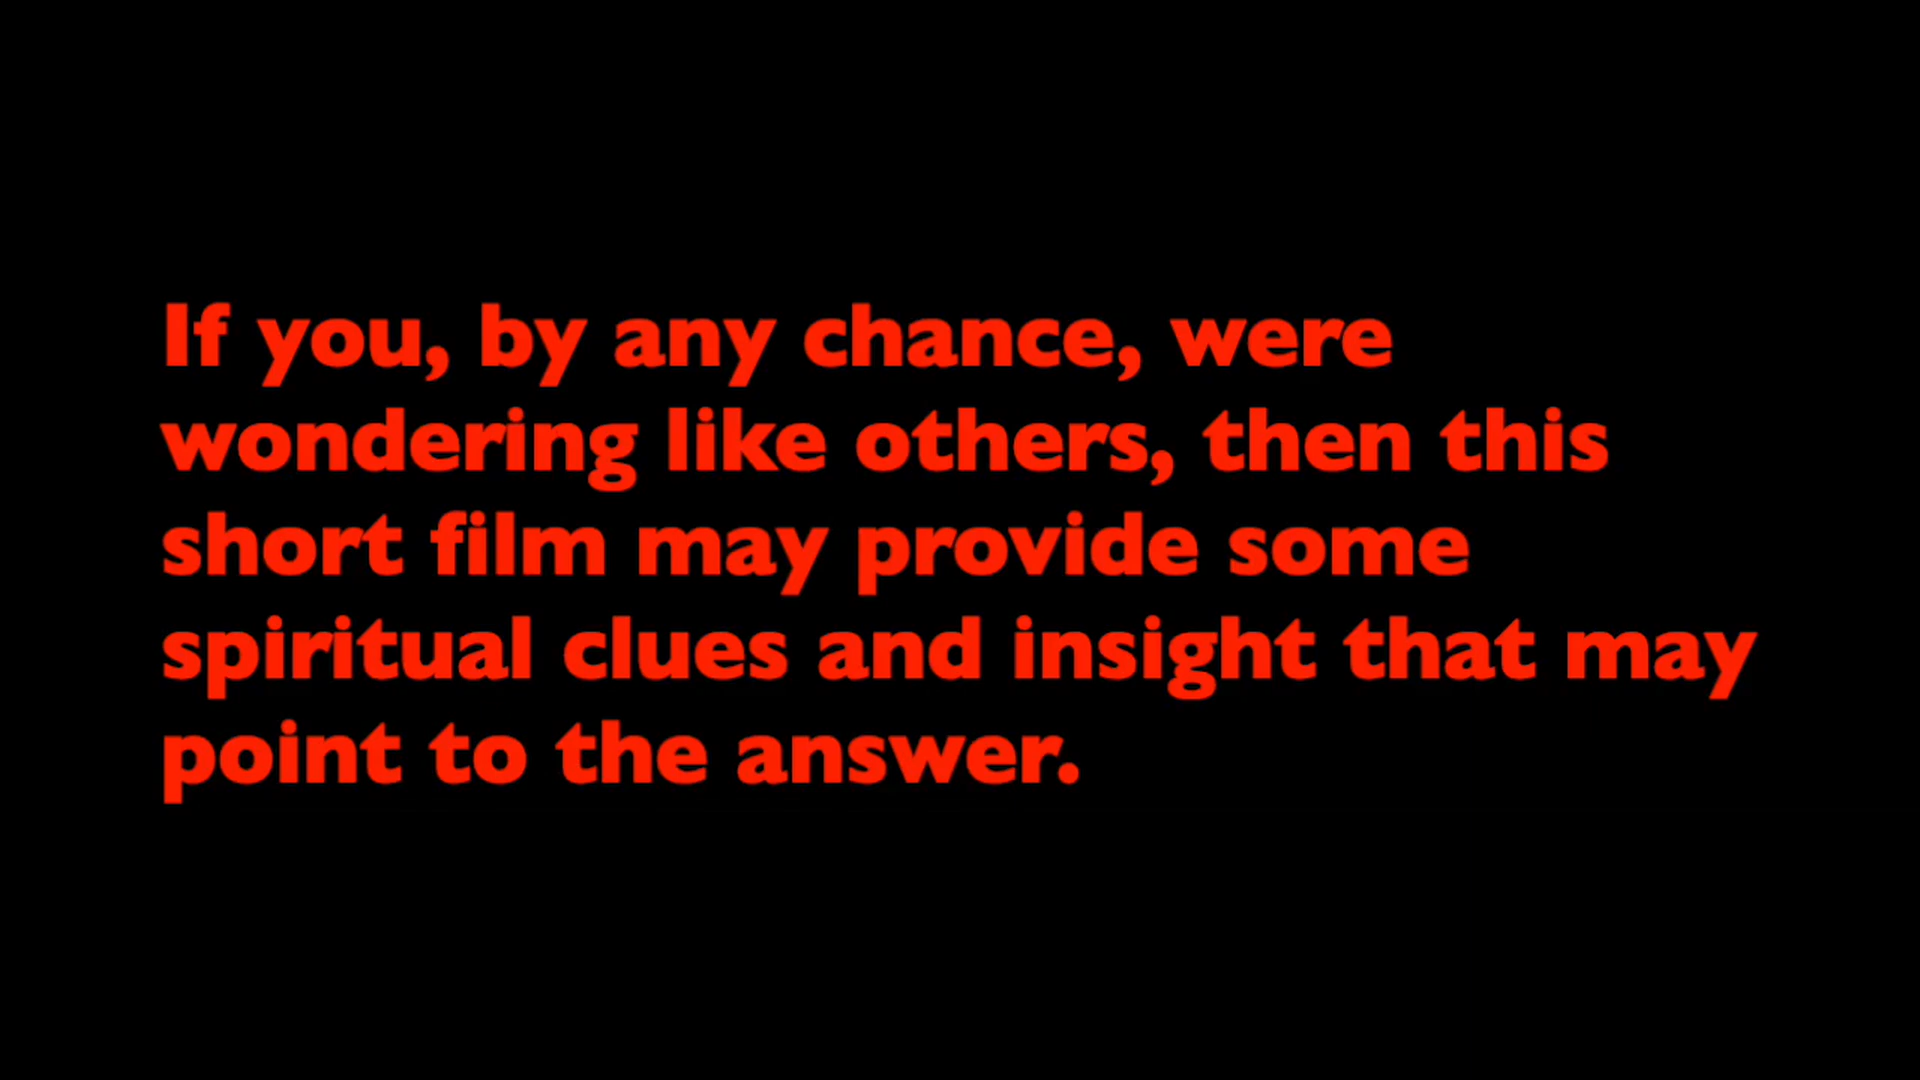 If you, by any chance, were
wondering like others, then this
short film may provide some
spiritual clues and insight that may
point to the answer.